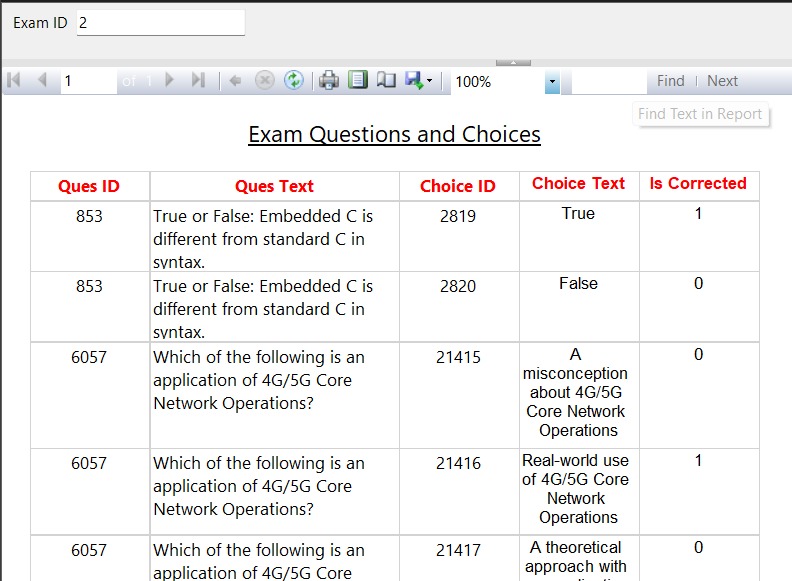 Exam ID 2
1 of 1 100% Find Next
Find Text in Report
Exam Questions and Choices
Ques ID Ques Text Choice ID Choice Text Is Corrected
853 True or False: Embedded C is 2819 True 1
different from standard C in
syntax.
853 True or False: Embedded C is 2820 False 0
different from standard C in
syntax.
6057 Which of the following is an 21415 A 0
application of 4G/5G Core misconception
Network Operations? about 4G/5G
Core Network
Operations
6057 Which of the following is an 21416 Real-world use 1
application of 4G/5G Core of 4G/5G Core
Network Operations? Network
Operations
6057 Which of the following is an 21417 A theoretical 0
application of 4G/5G Core approach with